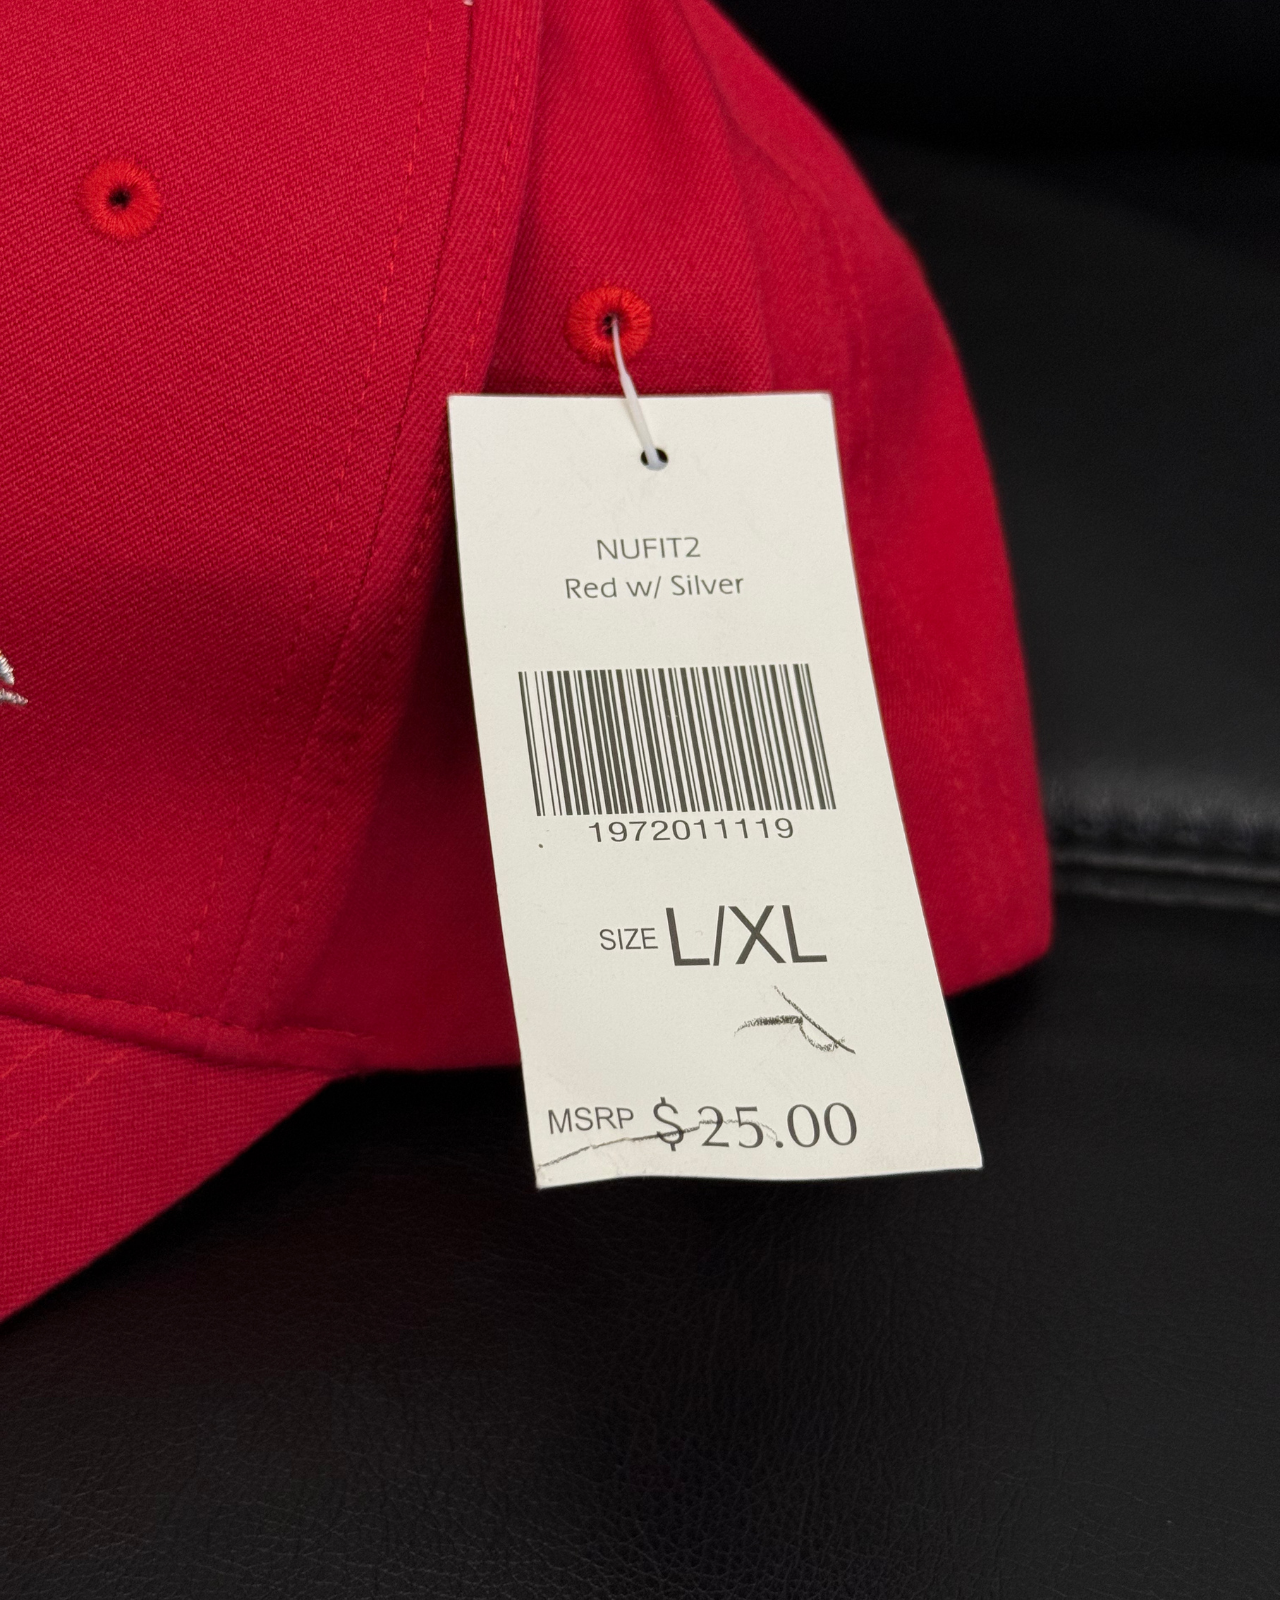 NUFIT2
Red w/ Silver
1972011119
SIZE L/XL
MSRP $25.00